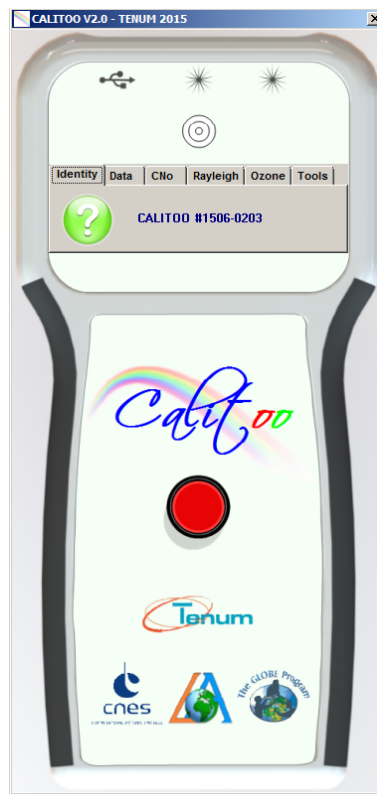 CALITOO V2.0 - TENUM 2015
Identity Data CNo Rayleigh Ozone Tools
CALITOO #1506-0203
Calitoo
Tenum
The GLOBE Program
cnes